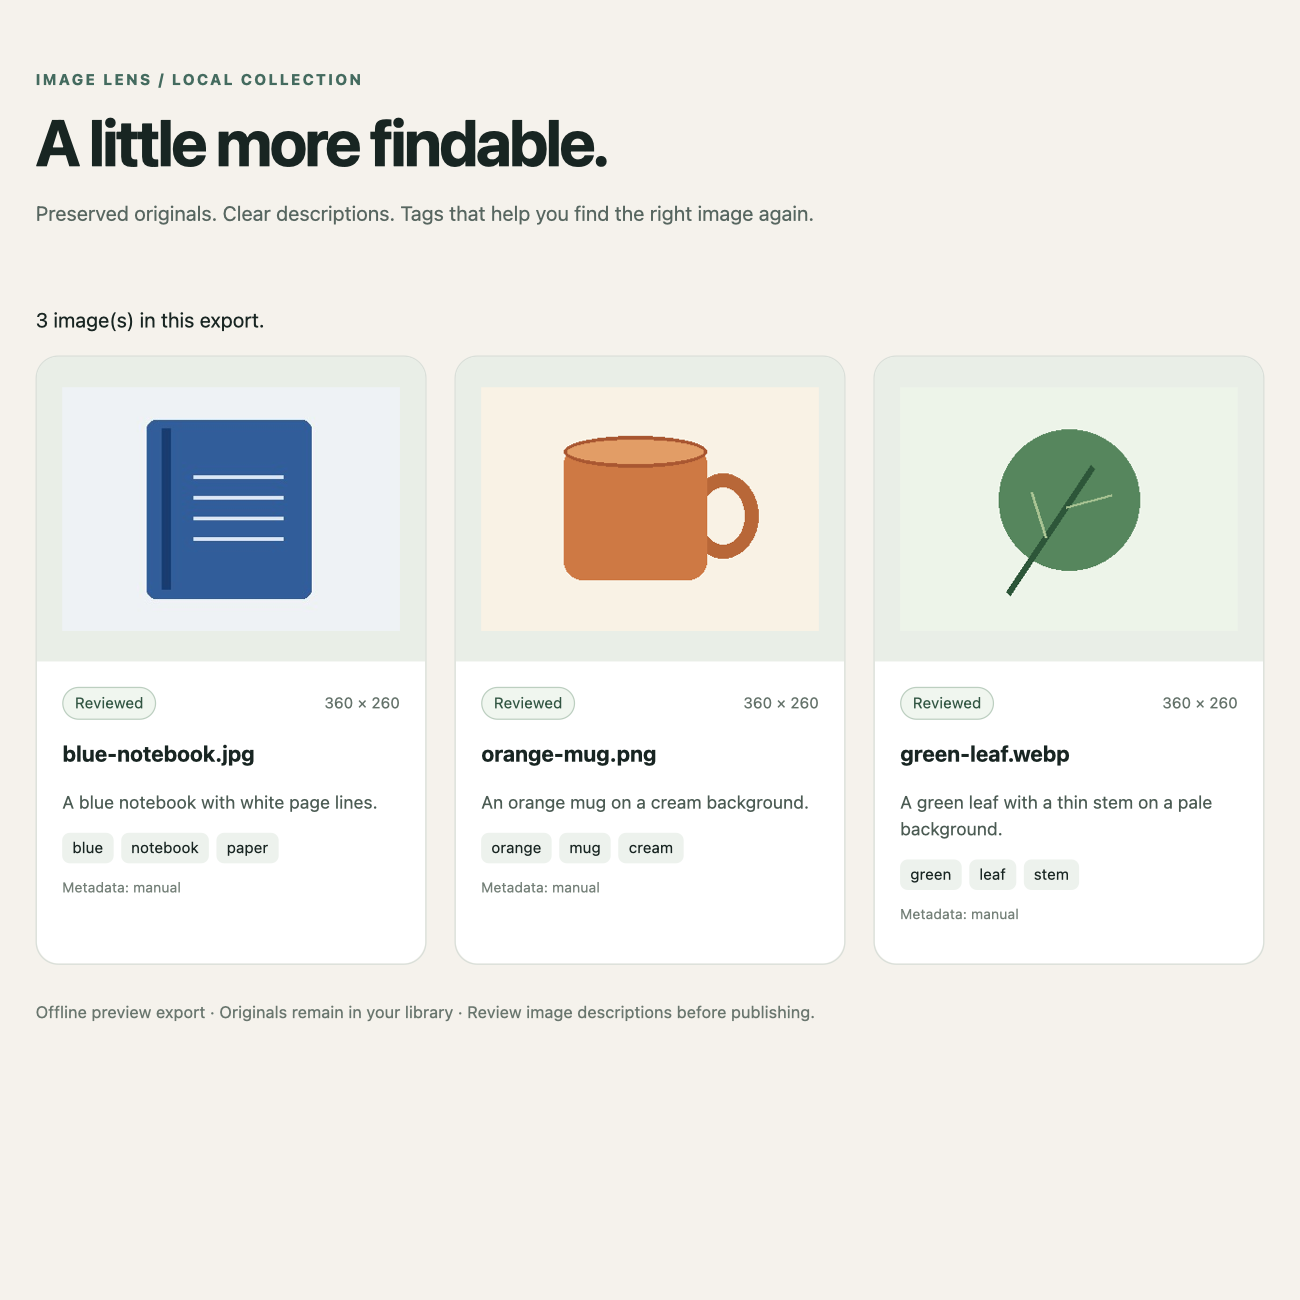 IMAGE LENS / LOCAL COLLECTION
A little more findable.
Preserved originals. Clear descriptions. Tags that help you find the right image again.
3 image(s) in this export.
Reviewed 360 × 260
blue-notebook.jpg
A blue notebook with white page lines.
blue notebook paper
Metadata: manual
Reviewed 360 × 260
orange-mug.png
An orange mug on a cream background.
orange mug cream
Metadata: manual
Reviewed 360 × 260
green-leaf.webp
A green leaf with a thin stem on a pale
background.
green leaf stem
Metadata: manual
Offline preview export · Originals remain in your library · Review image descriptions before publishing.